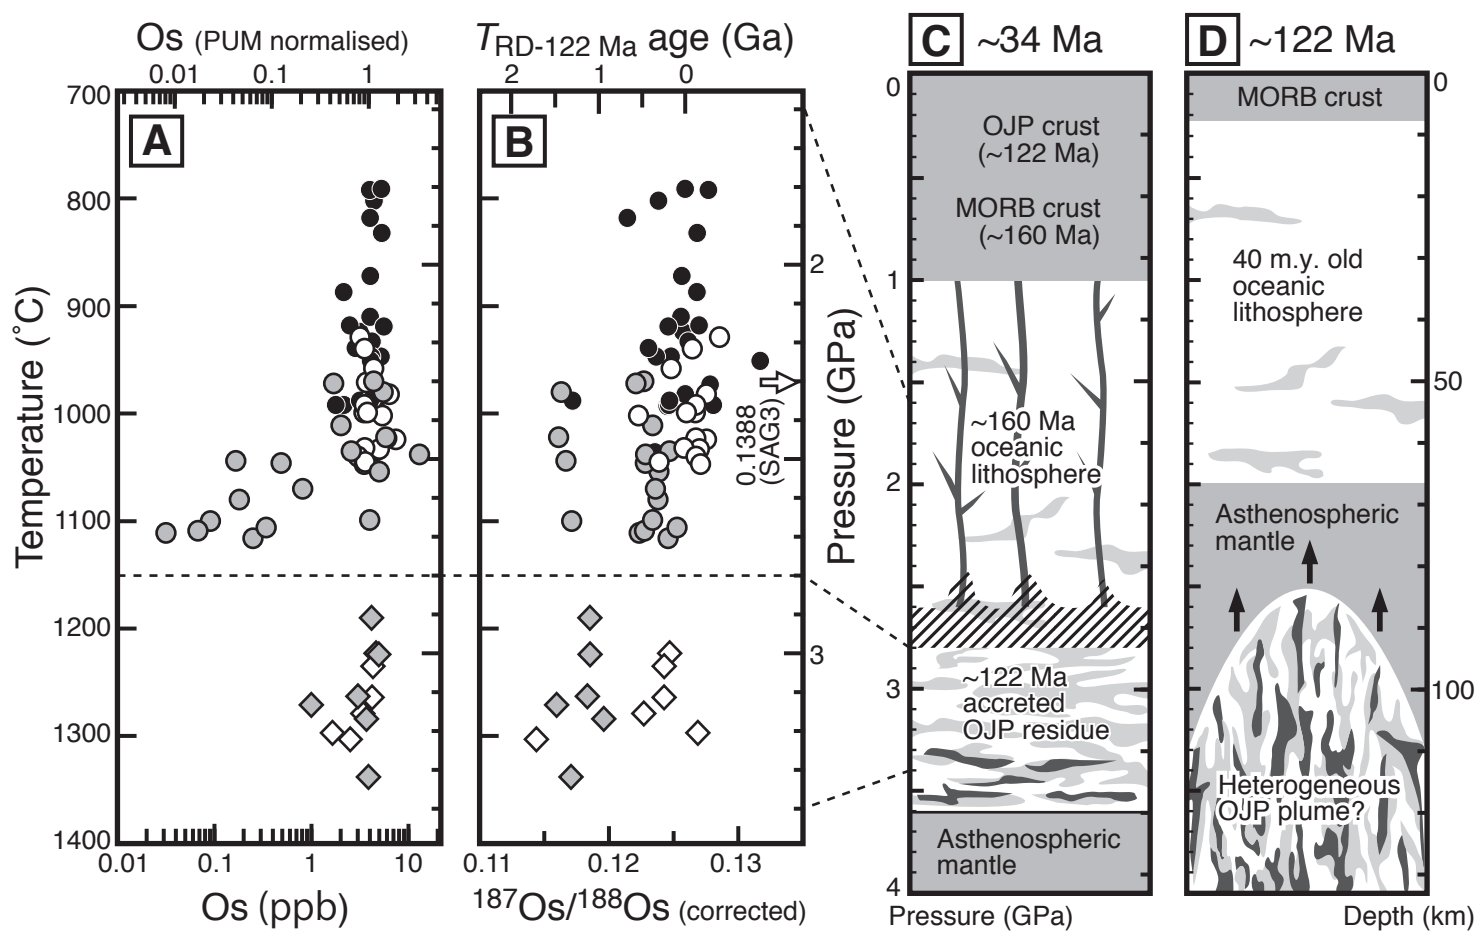 Os (PUM normalised)
0.01 0.1 1
700
800
900
1000
1100
1200
1300
1400
Temperature (˚C)
A
0.01 0.1 1 10
Os (ppb)
TRD-122 Ma age (Ga)
2 1 0
B
0.1388
(SAG3)
2
3
Pressure (GPa)
0.11 0.12 0.13
187Os/188Os (corrected)
C ~34 Ma
0
1
2
3
4
OJP crust
(~122 Ma)
MORB crust
(~160 Ma)
~160 Ma
oceanic
lithosphere
~122 Ma
accreted
OJP residue
Asthenospheric
mantle
Pressure (GPa)
D ~122 Ma
0
50
100
MORB crust
40 m.y. old
oceanic
lithosphere
Asthenospheric
mantle
Heterogeneous
OJP plume?
Depth (km)